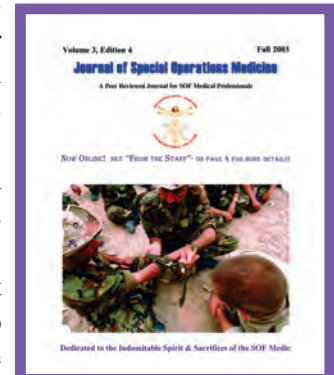 Volume 3, Edition 4 Fall 2003
Journal of Special Operations Medicine
A Peer Reviewed Journal for SOF Medical Professionals
NOW ONLINE! SEE "FROM THE STAFF"- ON PAGE 4 FOR MORE DETAILS!
Dedicated to the Indomitable Spirit & Sacrifices of the SOF Medic